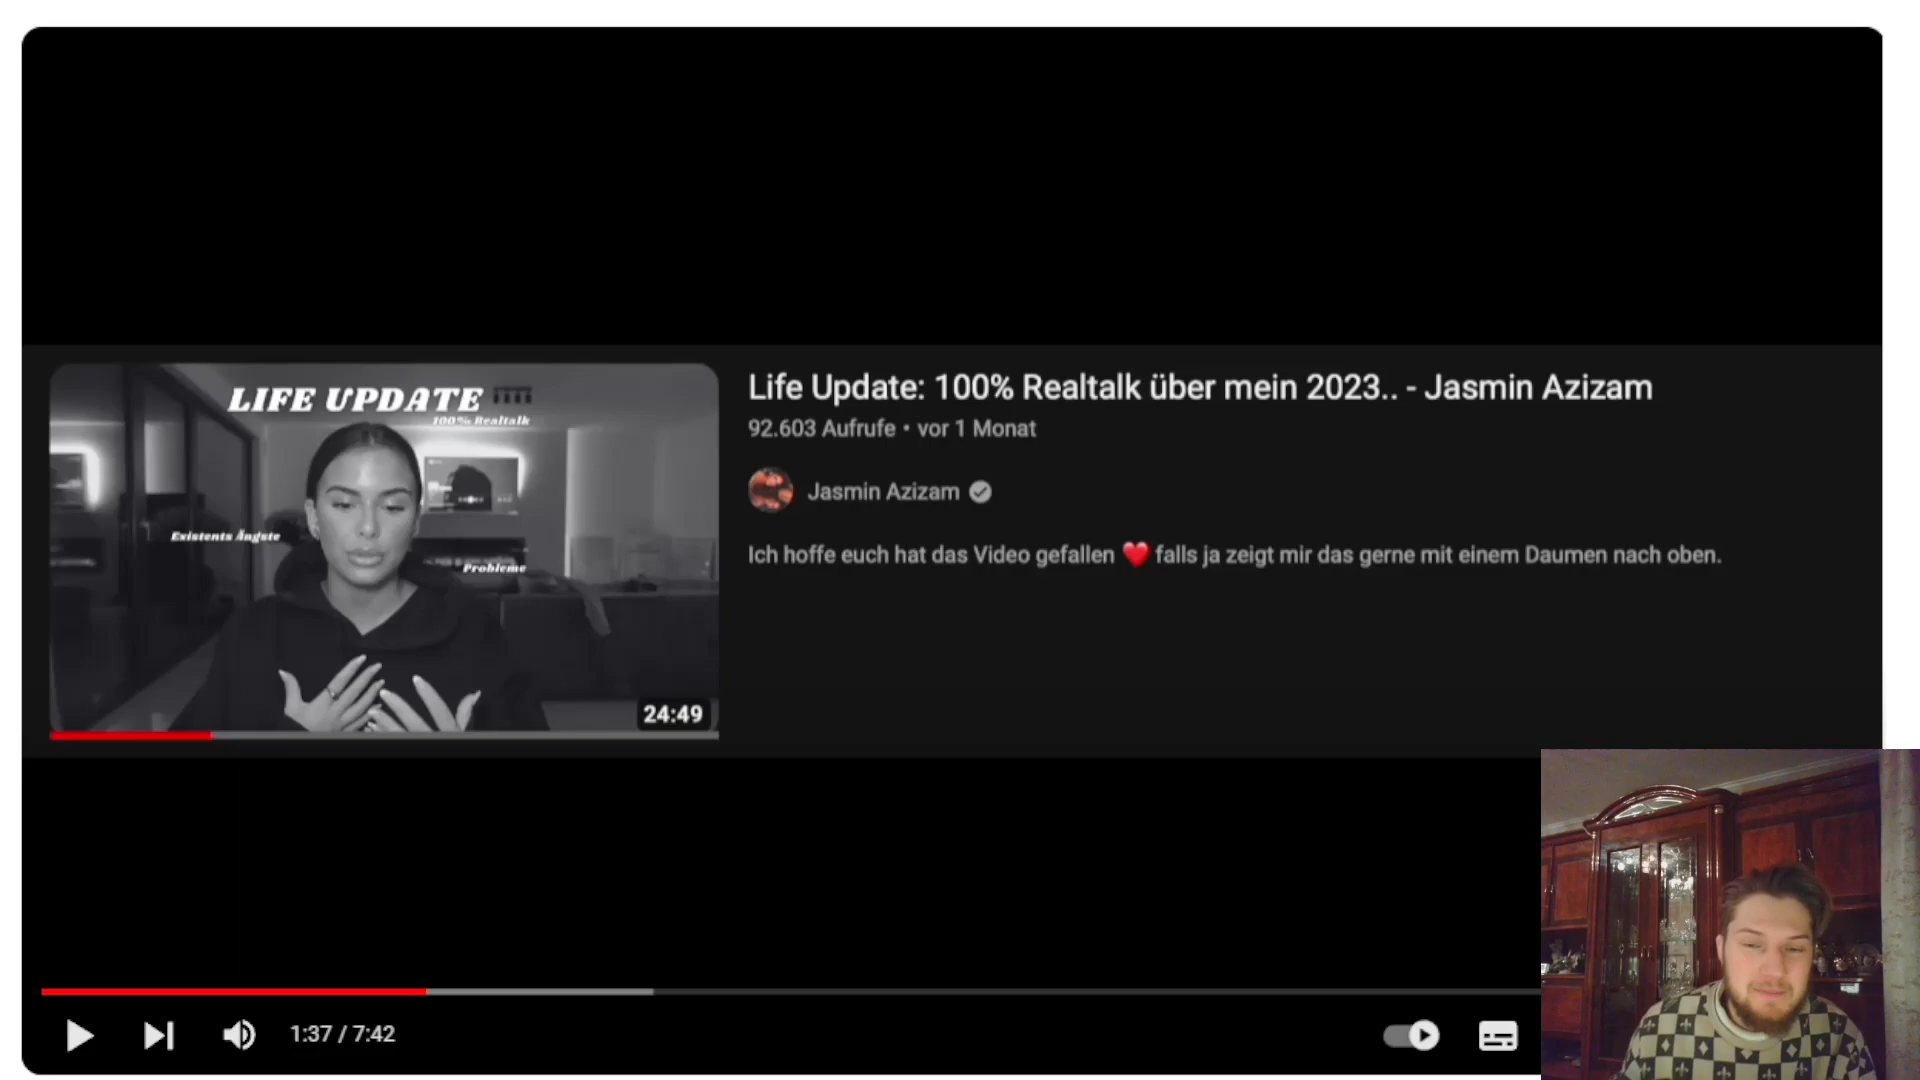 LIFE UPDATE
100% Realtalk
Existents Ängste
Probleme
24:49
Life Update: 100% Realtalk über mein 2023.. - Jasmin Azizam
92.603 Aufrufe • vor 1 Monat
Jasmin Azizam
Ich hoffe euch hat das Video gefallen ❤️ falls ja zeigt mir das gerne mit einem Daumen nach oben.
1:37 / 7:42